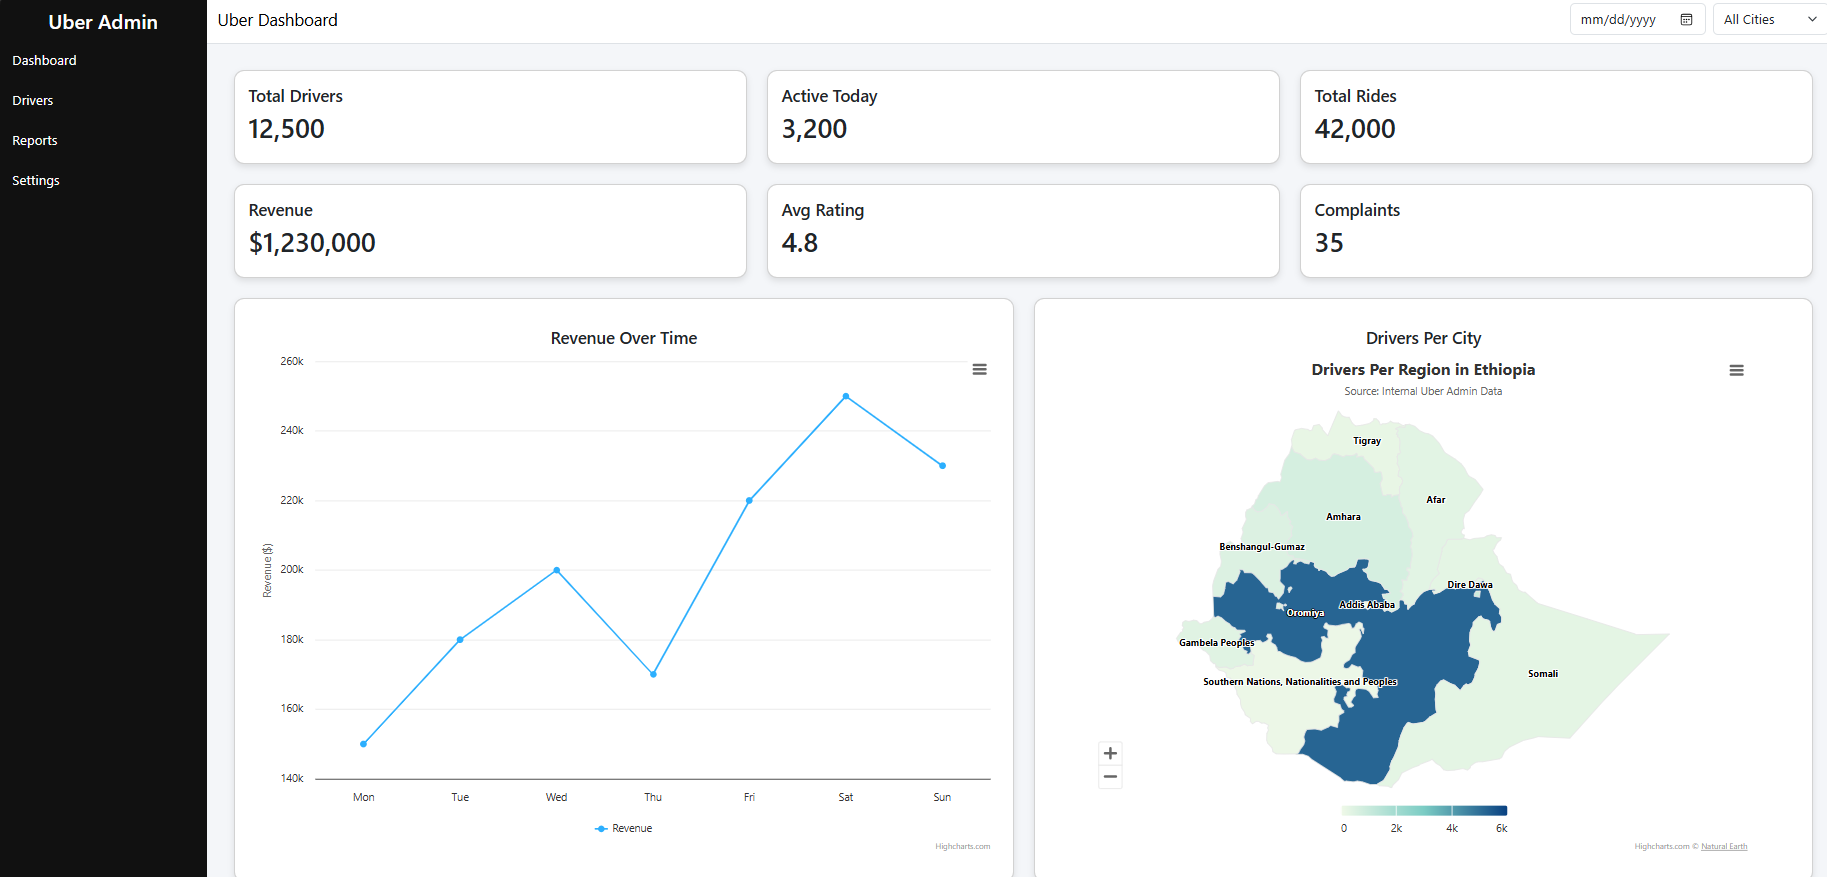 Uber Admin
Dashboard
Drivers
Reports
Settings
Uber Dashboard
mm/dd/yyyy
All Cities
Total Drivers
12,500
Active Today
3,200
Total Rides
42,000
Revenue
$1,230,000
Avg Rating
4.8
Complaints
35
Revenue Over Time
260k
240k
220k
200k
180k
160k
140k
Revenue ($)
Mon Tue Wed Thu Fri Sat Sun
Revenue
Highcharts.com
Drivers Per City
Drivers Per Region in Ethiopia
Source: Internal Uber Admin Data
Tigray
Afar
Amhara
Benshangul-Gumaz
Dire Dawa
Addis Ababa
Oromiya
Gambela Peoples
Somali
Southern Nations, Nationalities and Peoples
+
−
0 2k 4k 6k
Highcharts.com © Natural Earth